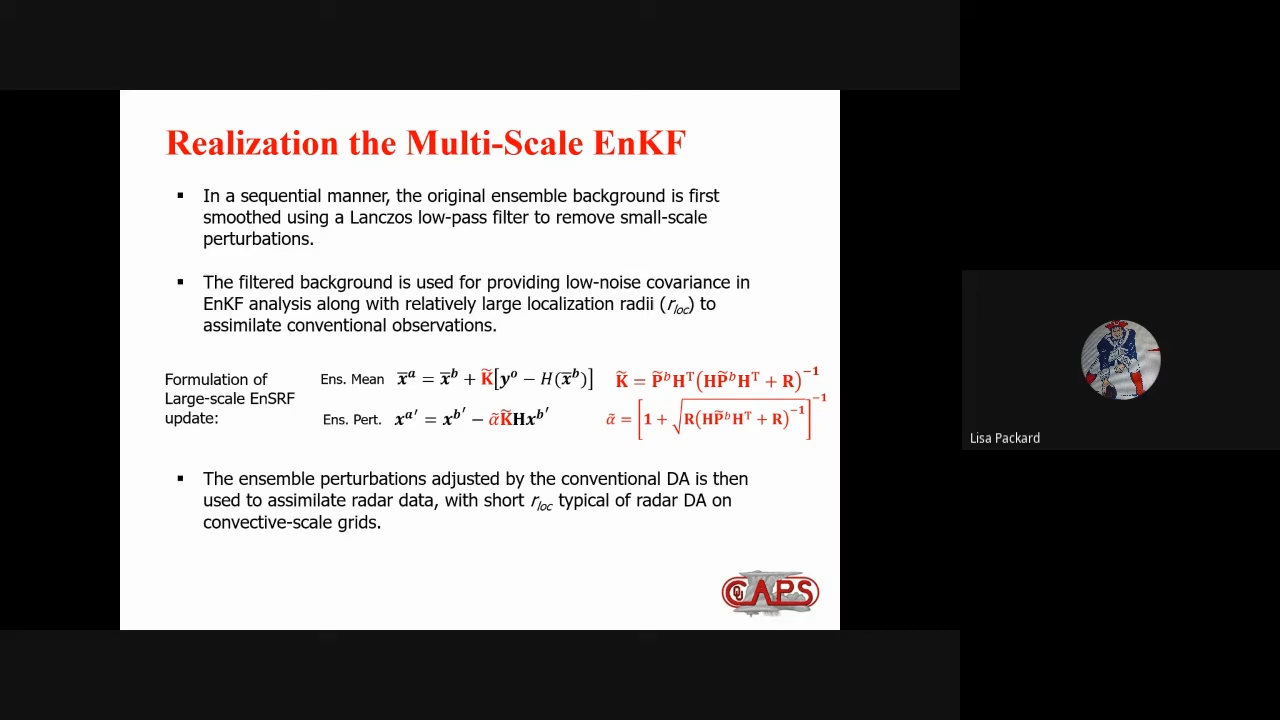 Realization the Multi-Scale EnKF
▪ In a sequential manner, the original ensemble background is first
smoothed using a Lanczos low-pass filter to remove small-scale
perturbations.
▪ The filtered background is used for providing low-noise covariance in
EnKF analysis along with relatively large localization radii (r_loc) to
assimilate conventional observations.
Formulation of
Large-scale EnSRF
update:
Ens. Mean x̅ᵃ = x̅ᵇ + K̃[yᵒ − H(x̅ᵇ)] K̃ = P̃ᵇHᵀ(HP̃ᵇHᵀ + R)⁻¹
Ens. Pert. xᵃ′ = xᵇ′ − α̃K̃Hxᵇ′ α̃ = [1 + √(R(HP̃ᵇHᵀ + R)⁻¹)]⁻¹
▪ The ensemble perturbations adjusted by the conventional DA is then
used to assimilate radar data, with short r_loc typical of radar DA on
convective-scale grids.
OU CAPS
Lisa Packard